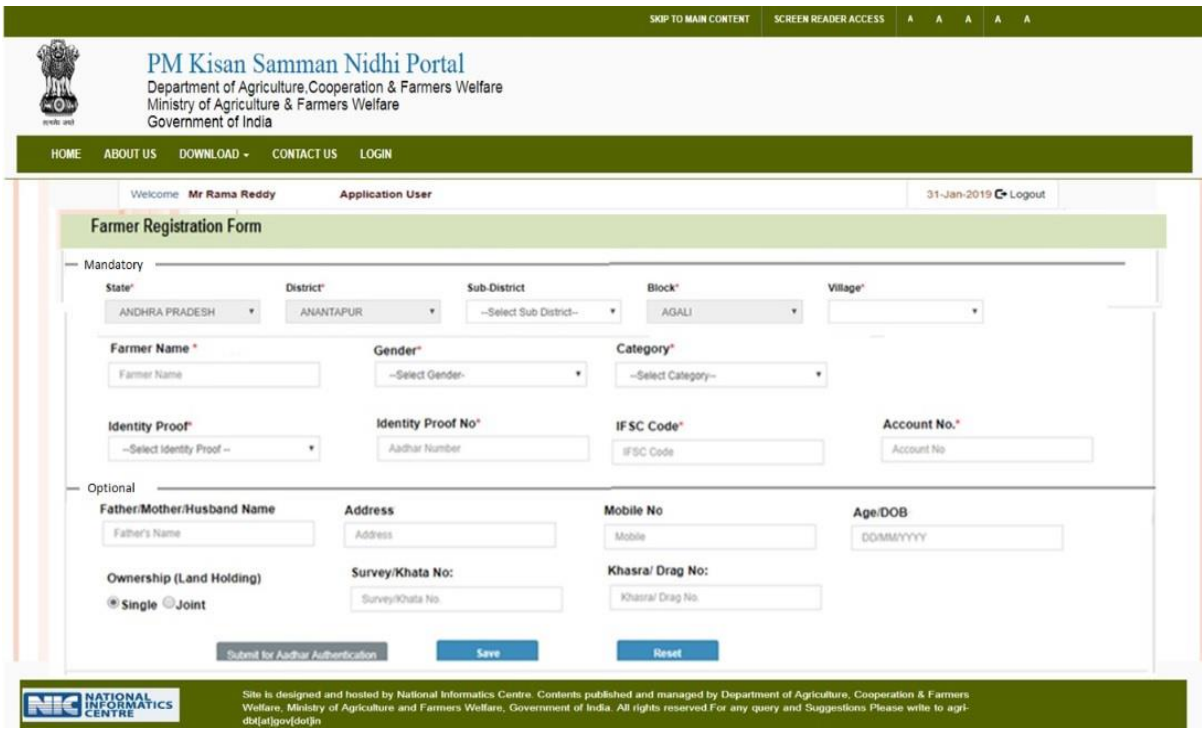 SKIP TO MAIN CONTENT SCREEN READER ACCESS A A A A A
PM Kisan Samman Nidhi Portal
Department of Agriculture,Cooperation & Farmers Welfare
Ministry of Agriculture & Farmers Welfare
Government of India
सत्यमेव जयते
HOME ABOUT US DOWNLOAD CONTACT US LOGIN
Welcome Mr Rama Reddy Application User 31-Jan-2019 Logout
Farmer Registration Form
Mandatory
State* District* Sub-District Block* Village*
ANDHRA PRADESH ANANTAPUR --Select Sub District-- AGALI
Farmer Name * Gender* Category*
Farmer Name --Select Gender- --Select Category--
Identity Proof* Identity Proof No* IFSC Code* Account No.*
--Select Identity Proof -- Aadhar Number IFSC Code Account No
Optional
Father/Mother/Husband Name Address Mobile No Age/DOB
Father's Name Address Mobile DD/MM/YYYY
Ownership (Land Holding) Survey/Khata No: Khasra/ Drag No:
Single Joint Survey/Khata No. Khasra/ Drag No.
Submit for Aadhar Authentication Save Reset
NIC NATIONAL INFORMATICS CENTRE
Site is designed and hosted by National Informatics Centre. Contents published and managed by Department of Agriculture, Cooperation & Farmers
Welfare, Ministry of Agriculture and Farmers Welfare, Government of India. All rights reserved.For any query and Suggestions Please write to agri-
dbt[at]gov[dot]in